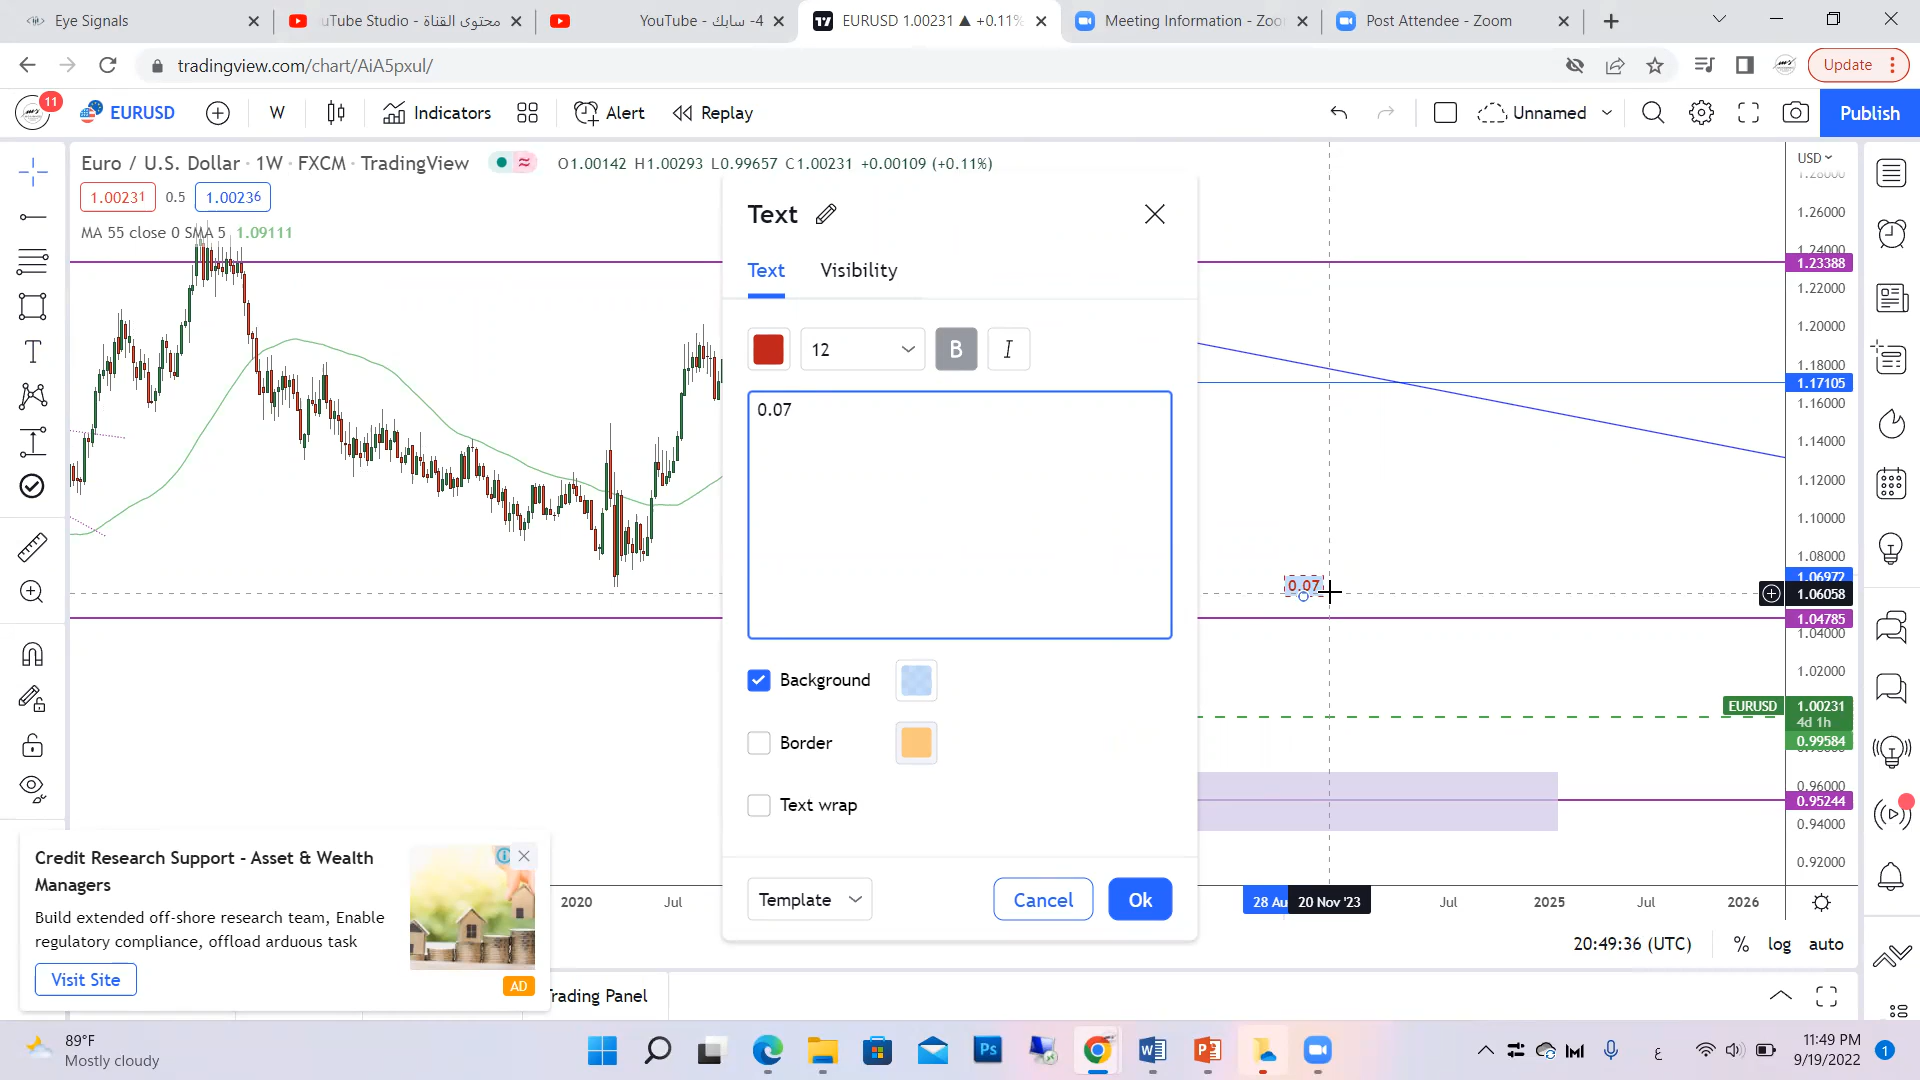 Eye Signals
uTube Studio - محتوى القناة
YouTube - 4- سابك
EURUSD 1.00231 ▲ +0.11%
Meeting Information - Zoo
Post Attendee - Zoom
tradingview.com/chart/AiA5pxul/
Update
11
EURUSD
W
Indicators
Alert
Replay
Unnamed
Publish
Euro / U.S. Dollar · 1W · FXCM · TradingView
O1.00142 H1.00293 L0.99657 C1.00231 +0.00109 (+0.11%)
1.00231
0.5
1.00236
MA 55 close 0 SMA 5 1.09111
USD
1.28000
1.26000
1.24000
1.23388
1.22000
1.20000
1.18000
1.17105
1.16000
1.14000
1.12000
1.10000
1.08000
1.06972
1.06058
1.04785
1.04000
1.02000
EURUSD
1.00231
4d 1h
0.99584
0.96000
0.95244
0.94000
0.92000
Text
Text
Visibility
12
B
I
0.07
0.07
Background
Border
Text wrap
Template
Cancel
Ok
2020
Jul
28 Au
20 Nov '23
Jul
2025
Jul
2026
20:49:36 (UTC)
%
log
auto
Credit Research Support - Asset & Wealth
Managers
Build extended off-shore research team, Enable
regulatory compliance, offload arduous task
Visit Site
AD
rading Panel
89°F
Mostly cloudy
Ps
ع
11:49 PM
9/19/2022
1